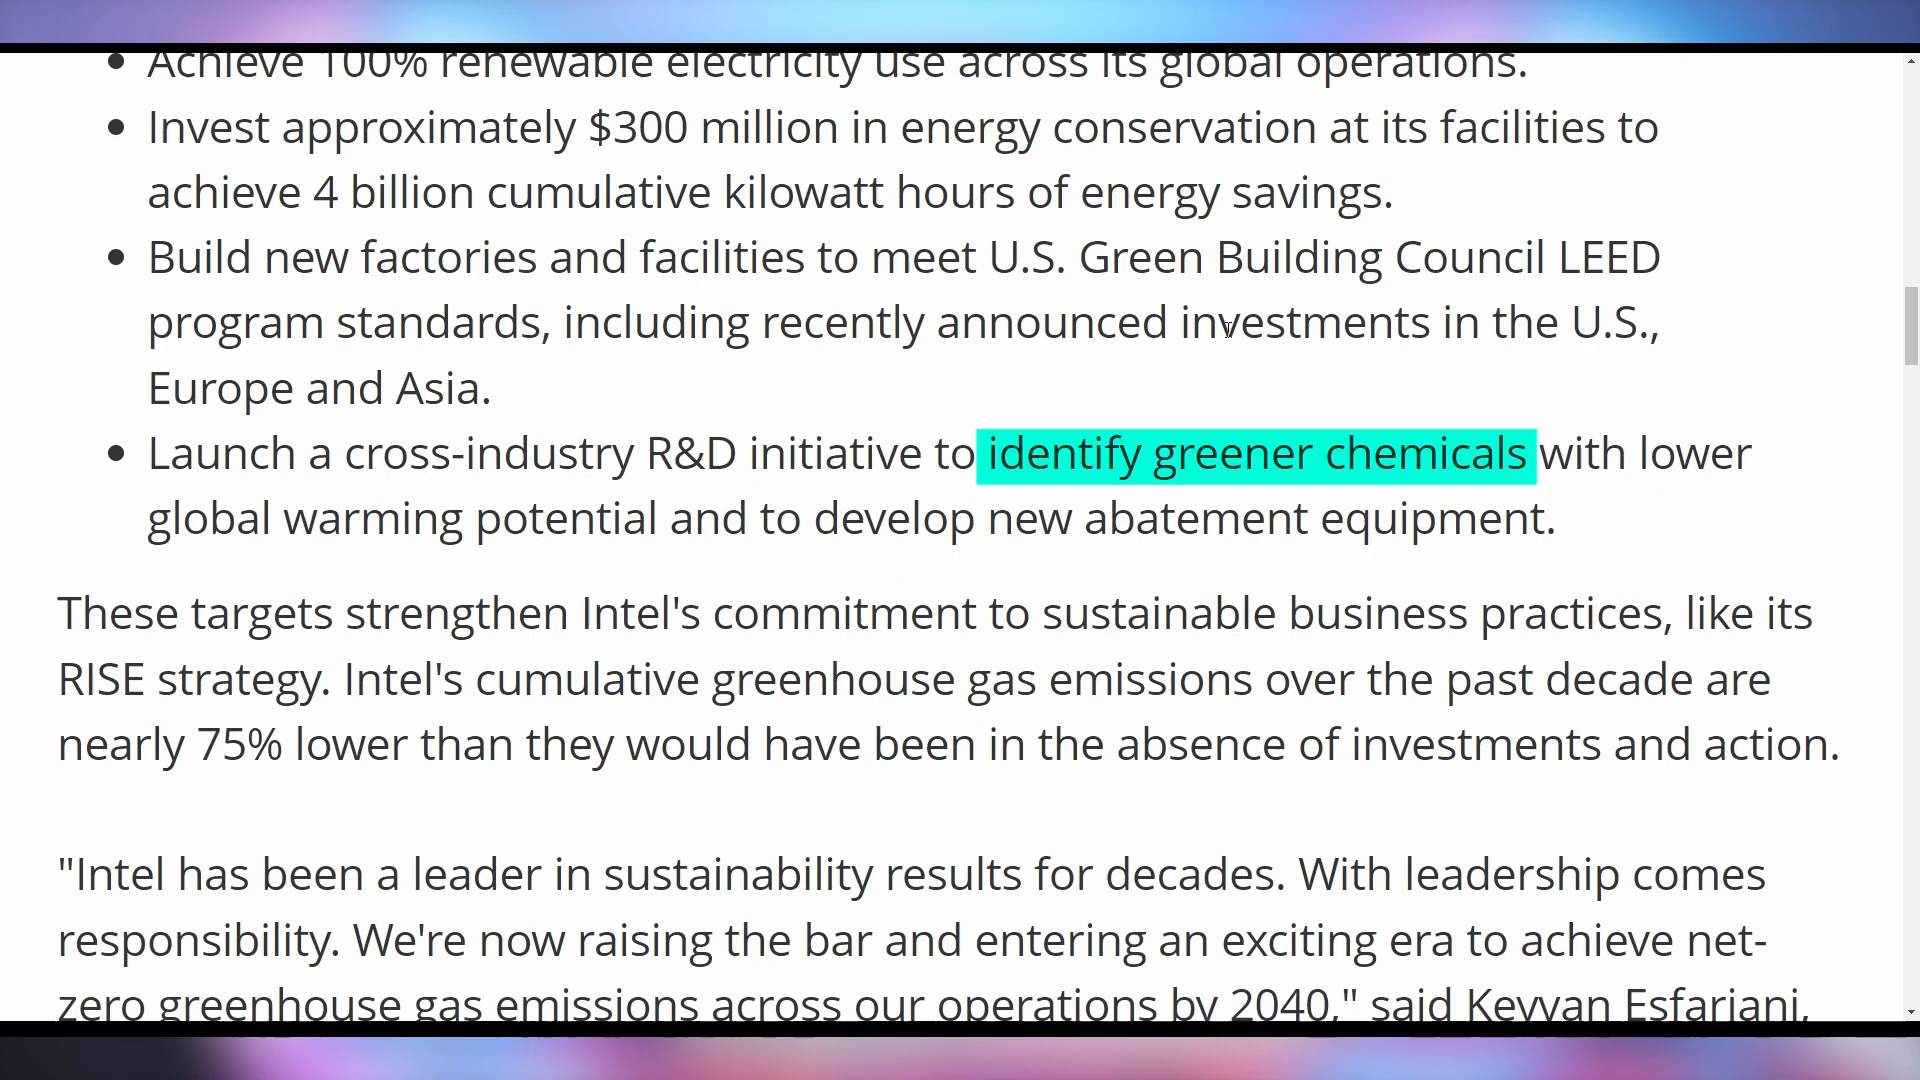 Achieve 100% renewable electricity use across its global operations.
Invest approximately $300 million in energy conservation at its facilities to
achieve 4 billion cumulative kilowatt hours of energy savings.
Build new factories and facilities to meet U.S. Green Building Council LEED
program standards, including recently announced investments in the U.S.,
Europe and Asia.
Launch a cross-industry R&D initiative to identify greener chemicals with lower
global warming potential and to develop new abatement equipment.
These targets strengthen Intel's commitment to sustainable business practices, like its
RISE strategy. Intel's cumulative greenhouse gas emissions over the past decade are
nearly 75% lower than they would have been in the absence of investments and action.
"Intel has been a leader in sustainability results for decades. With leadership comes
responsibility. We're now raising the bar and entering an exciting era to achieve net-
zero greenhouse gas emissions across our operations by 2040," said Keyvan Esfarjani,